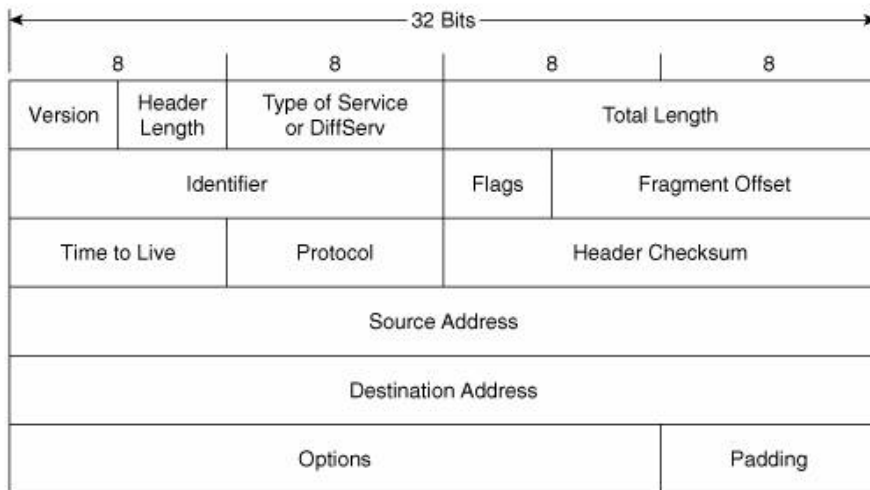 32 Bits
8 8 8 8
Version Header Length Type of Service or DiffServ Total Length
Identifier Flags Fragment Offset
Time to Live Protocol Header Checksum
Source Address
Destination Address
Options Padding